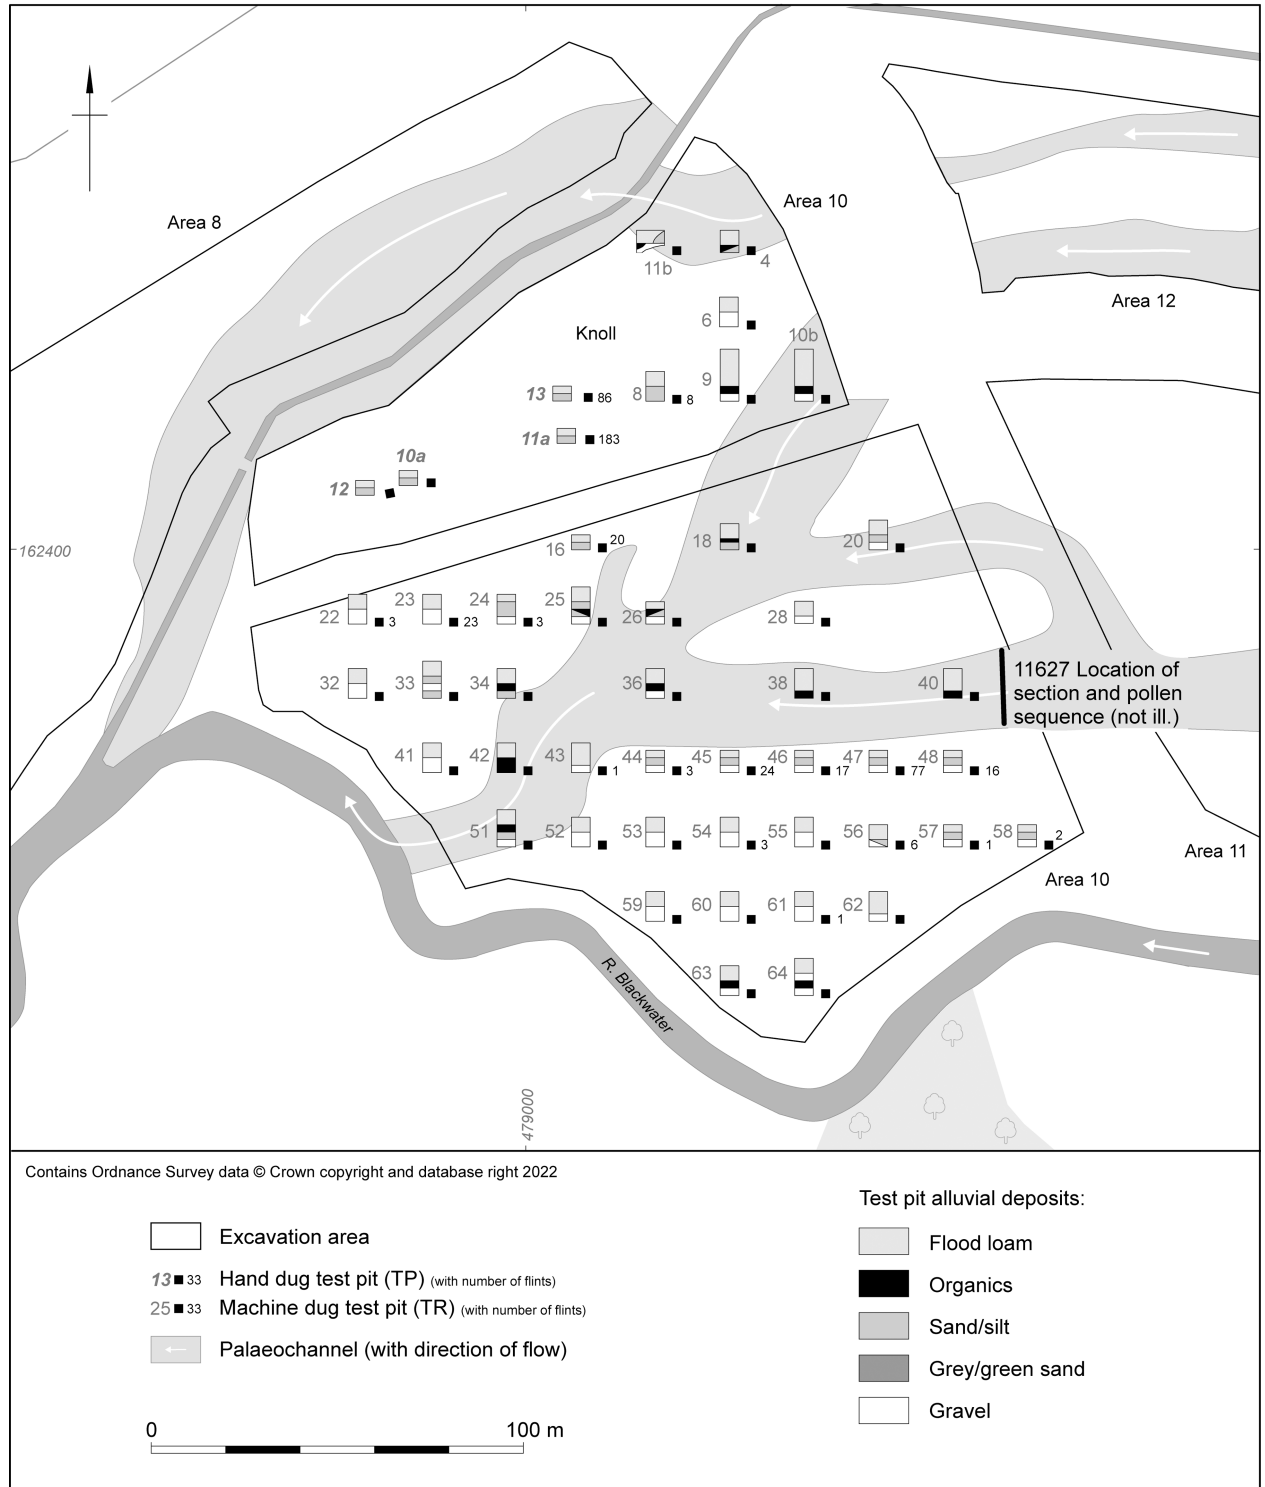 Area 8
Area 10
Area 12
11b
4
6
Knoll
10b
9
13 86
8 8
11a 183
10a
12
162400
16 20
18
20
22 3
23 23
24 3
25
26
28
32
33
34
36
38
40
11627 Location of
section and pollen
sequence (not ill.)
41
42
43 1
44 3
45 24
46 17
47 77
48 16
51
52
53
54 3
55
56 6
57 1
58 2
Area 11
Area 10
59
60
61 1
62
63
64
R. Blackwater
479000
Contains Ordnance Survey data © Crown copyright and database right 2022
Excavation area
13 33 Hand dug test pit (TP) (with number of flints)
25 33 Machine dug test pit (TR) (with number of flints)
Palaeochannel (with direction of flow)
0 100 m
Test pit alluvial deposits:
Flood loam
Organics
Sand/silt
Grey/green sand
Gravel